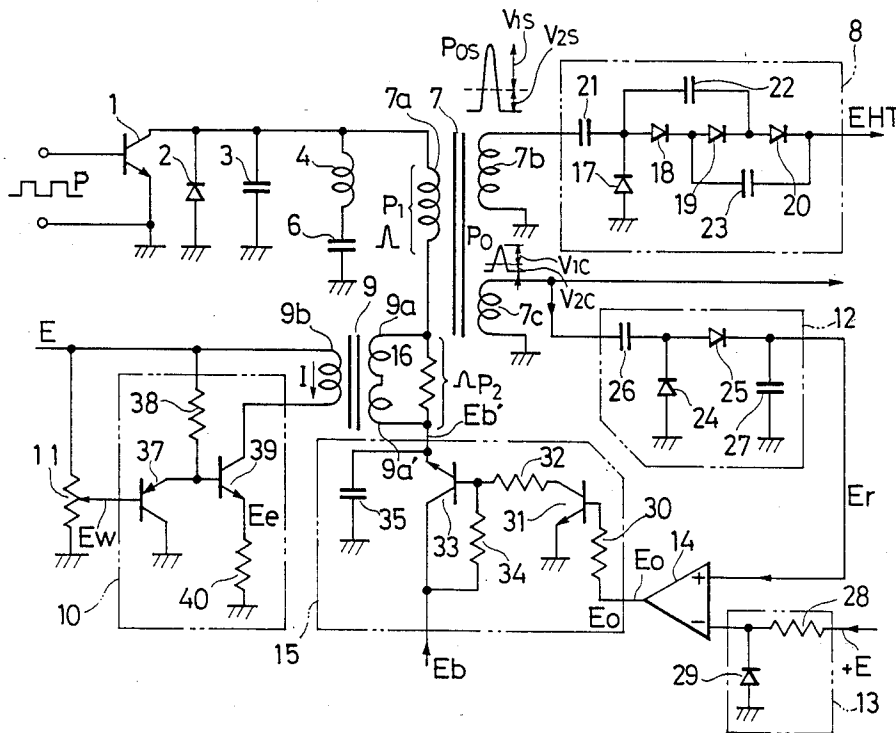 V1S
P0S
V2S
8
21
22
7a
7
1
EHT
2
3
4
7b
18
P
17
P1
19
20
6
23
P0
V1C
9
9a
V2C
9b
7c
12
E
16
I
P2
26
25
38
Eb'
24
27
37
39
9a'
32
11
30
31
Er
Ew
Ee
35
33
14
34
E0
+
28
40
10
E0
−
15
Eb
29
+E
13